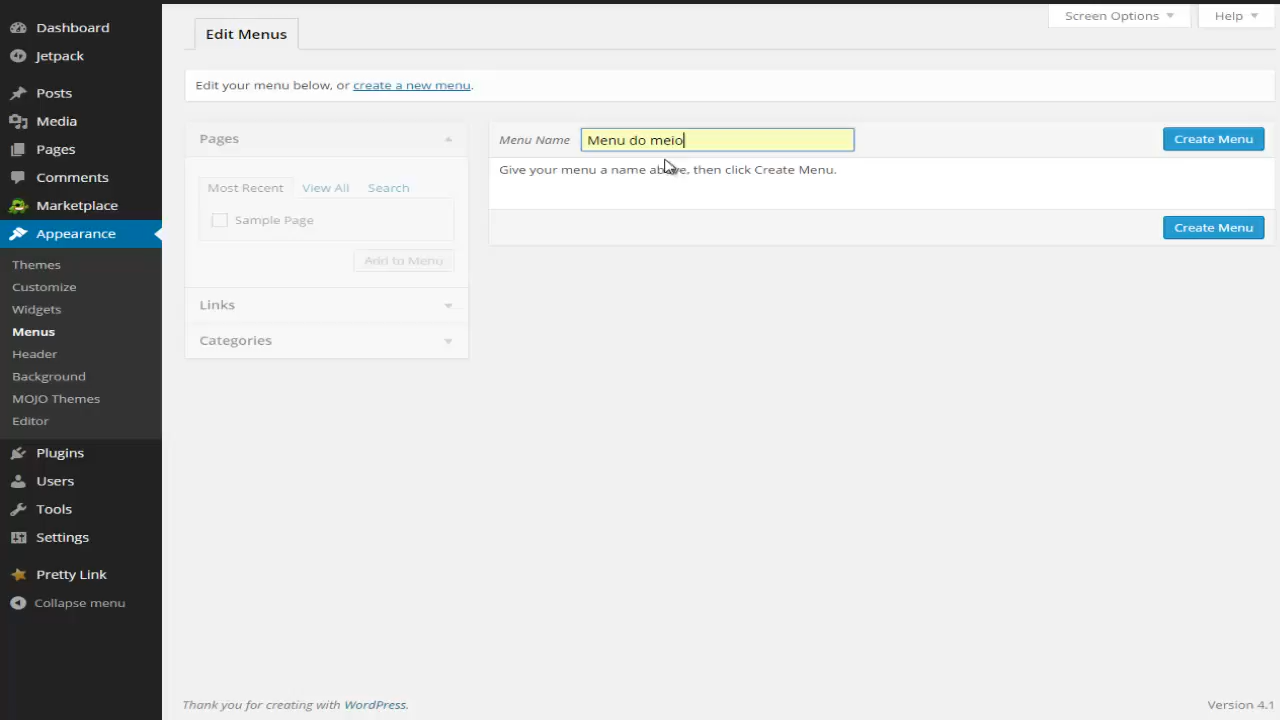 Dashboard
Jetpack
Posts
Media
Pages
Comments
Marketplace
Appearance
Themes
Customize
Widgets
Menus
Header
Background
MOJO Themes
Editor
Plugins
Users
Tools
Settings
Pretty Link
Collapse menu
Screen Options
Help
Edit Menus
Edit your menu below, or create a new menu.
Pages
Most Recent View All Search
Sample Page
Add to Menu
Links
Categories
Menu Name Menu do meio Create Menu
Give your menu a name above, then click Create Menu.
Create Menu
Thank you for creating with WordPress. Version 4.1